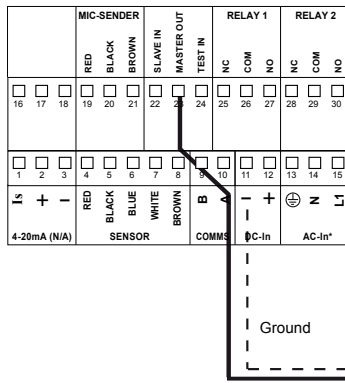 MIC-SENDER RELAY 1 RELAY 2
RED BLACK BROWN SLAVE IN MASTER OUT TEST IN NC COM NO NC COM NO
16 17 18 19 20 21 22 23 24 25 26 27 28 29 30
1 2 3 4 5 6 7 8 9 10 11 12 13 14 15
Is + − RED BLACK BLUE WHITE BROWN B A − + N L1
4-20mA (N/A) SENSOR COMMS DC-In AC-In*
Ground